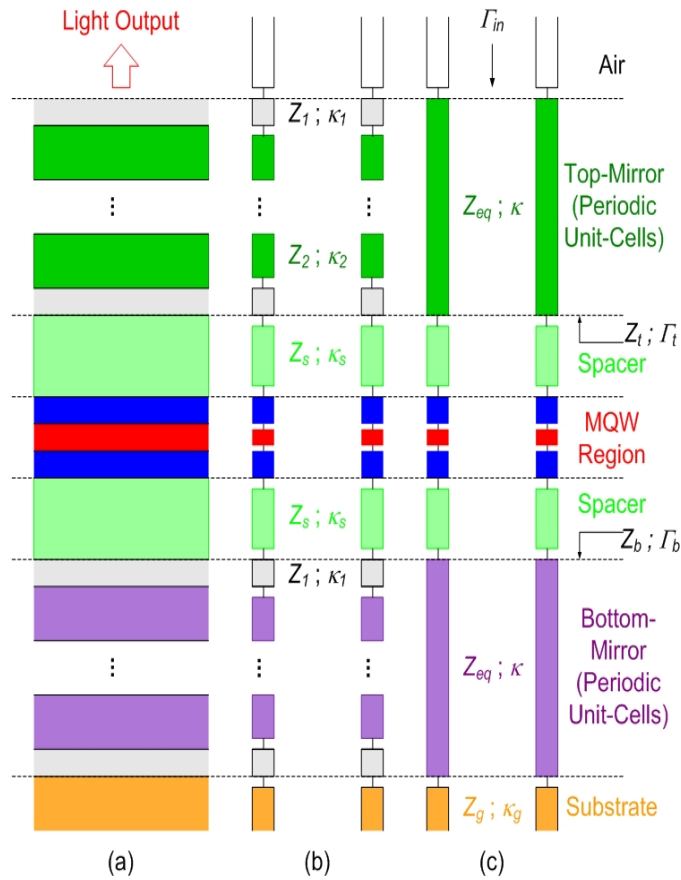 Light Output
Γin
Air
Z1 ; κ1
Top-Mirror
(Periodic
Unit-Cells)
Zeq ; κ
⋮ ⋮ ⋮
Z2 ; κ2
Zt ; Γt
Spacer
Zs ; κs
MQW
Region
Spacer
Zs ; κs
Zb ; Γb
Z1 ; κ1
Bottom-
Mirror
(Periodic
Unit-Cells)
Zeq ; κ
⋮ ⋮ ⋮
Zg ; κg
Substrate
(a) (b) (c)